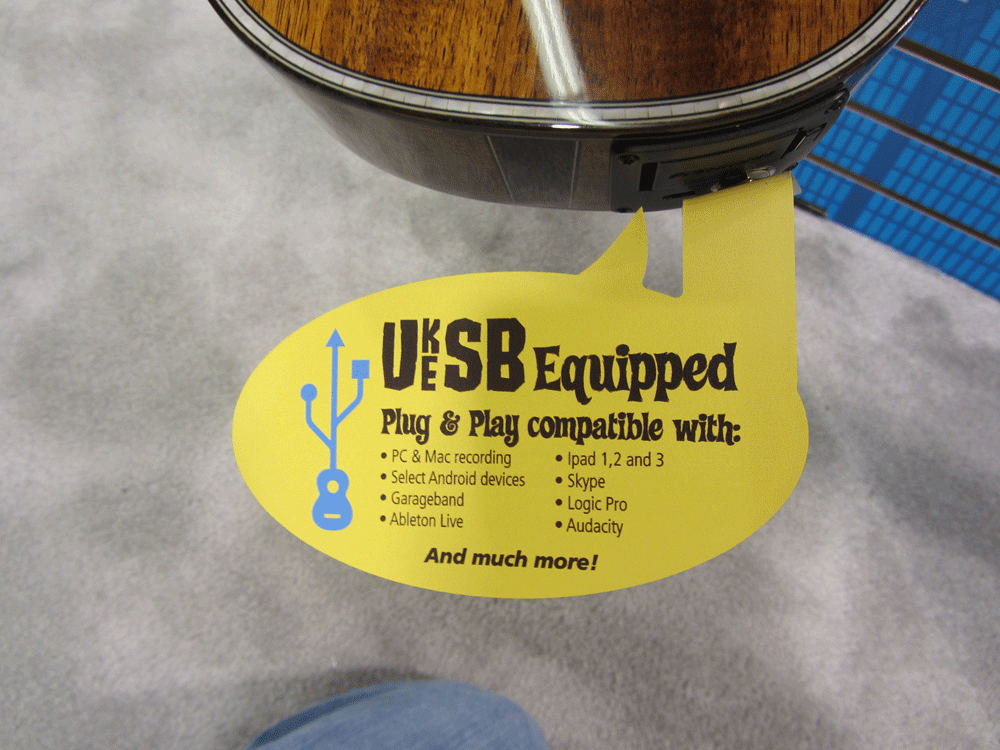 UKESB Equipped
Plug & Play compatible with:
• PC & Mac recording
• Select Android devices
• Garageband
• Ableton Live
• Ipad 1,2 and 3
• Skype
• Logic Pro
• Audacity
And much more!